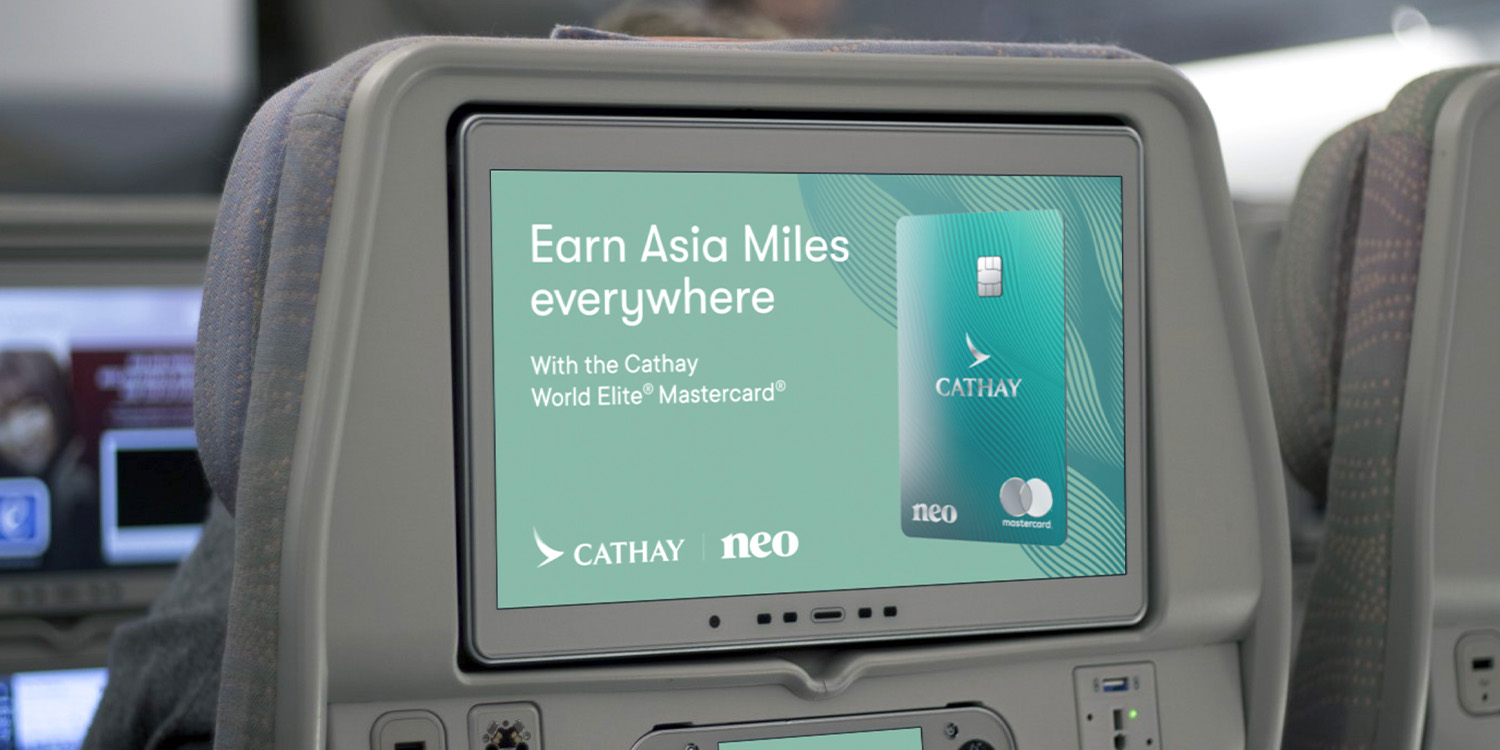 Earn Asia Miles
everywhere
With the Cathay
World Elite® Mastercard®
CATHAY | neo
CATHAY
neo
mastercard.